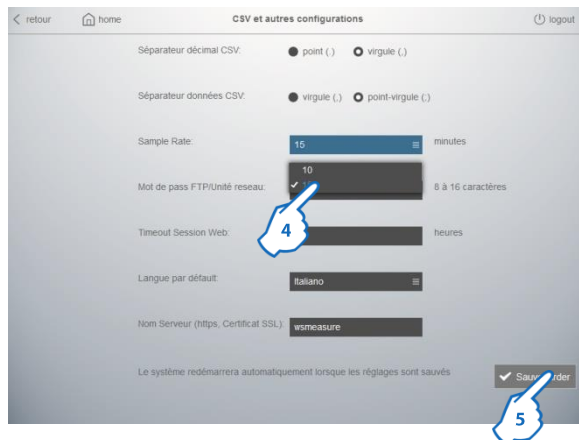 retour
home
CSV et autres configurations
logout
Séparateur décimal CSV:
point (.)
virgule (,)
Séparateur données CSV:
virgule (,)
point-virgule (;)
Sample Rate:
15
minutes
10
Mot de pass FTP/Unité reseau:
8 à 16 caractères
4
Timeout Session Web:
heures
Langue par défault:
Italiano
Nom Serveur (https, Certificat SSL):
wsmeasure
Le système redémarrera automatiquement lorsque les réglages sont sauvés
5